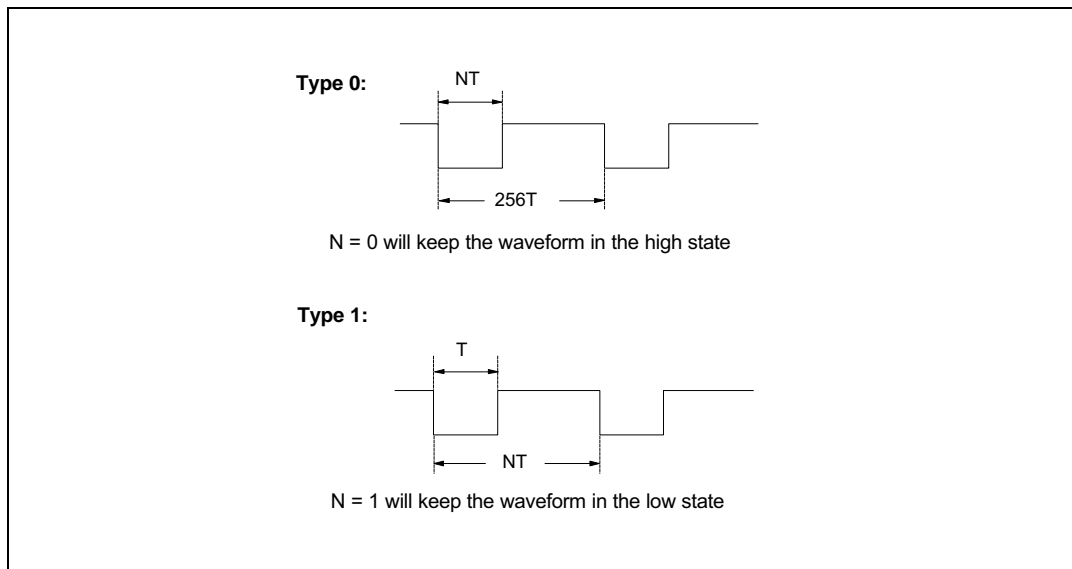 Type 0:
NT
256T
N = 0 will keep the waveform in the high state
Type 1:
T
NT
N = 1 will keep the waveform in the low state